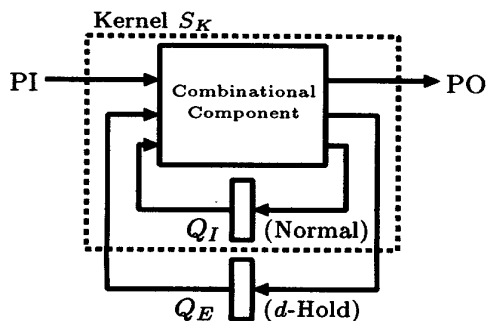 Kernel S_K
PI
Combinational
Component
PO
Q_I (Normal)
Q_E (d-Hold)